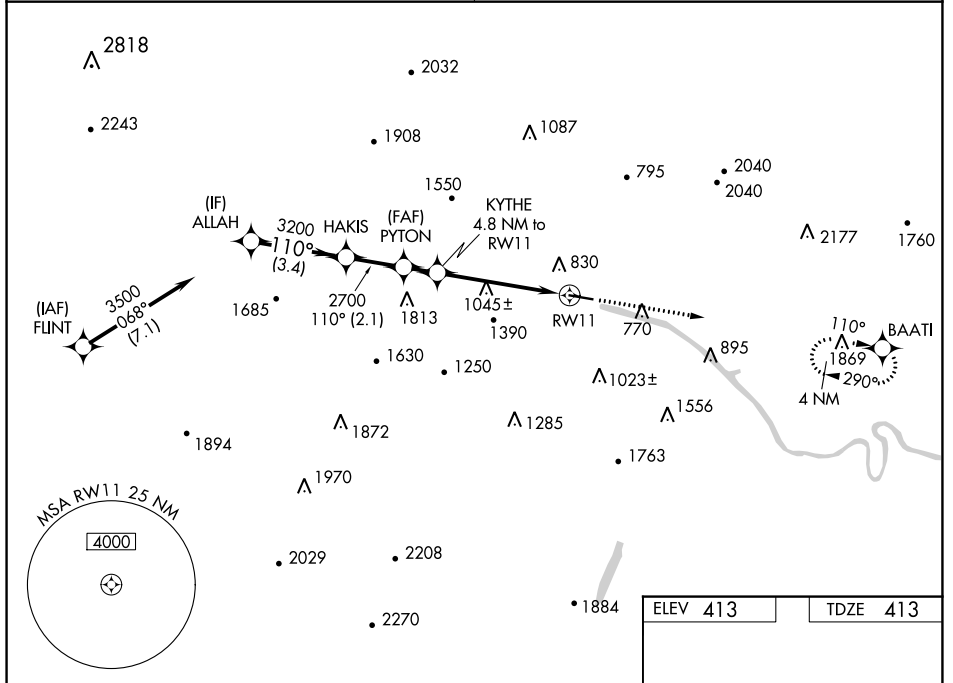 2818
2032
2243
1908
1087
795
2040
2040
1550
(IF)
ALLAH
3200
110°
(3.4)
HAKIS
(FAF)
PYTON
KYTHE
4.8 NM to
RW11
2177
1760
(IAF)
FLINT
3500
068°
(7.1)
1685
2700
110° (2.1)
1813
1045±
1390
830
RW11
770
895
110°
BAATI
1869
290°
4 NM
1630
1250
1023±
1556
1894
1872
1285
1763
1970
MSA RW11 25 NM
4000
2029
2208
2270
1884
ELEV 413
TDZE 413